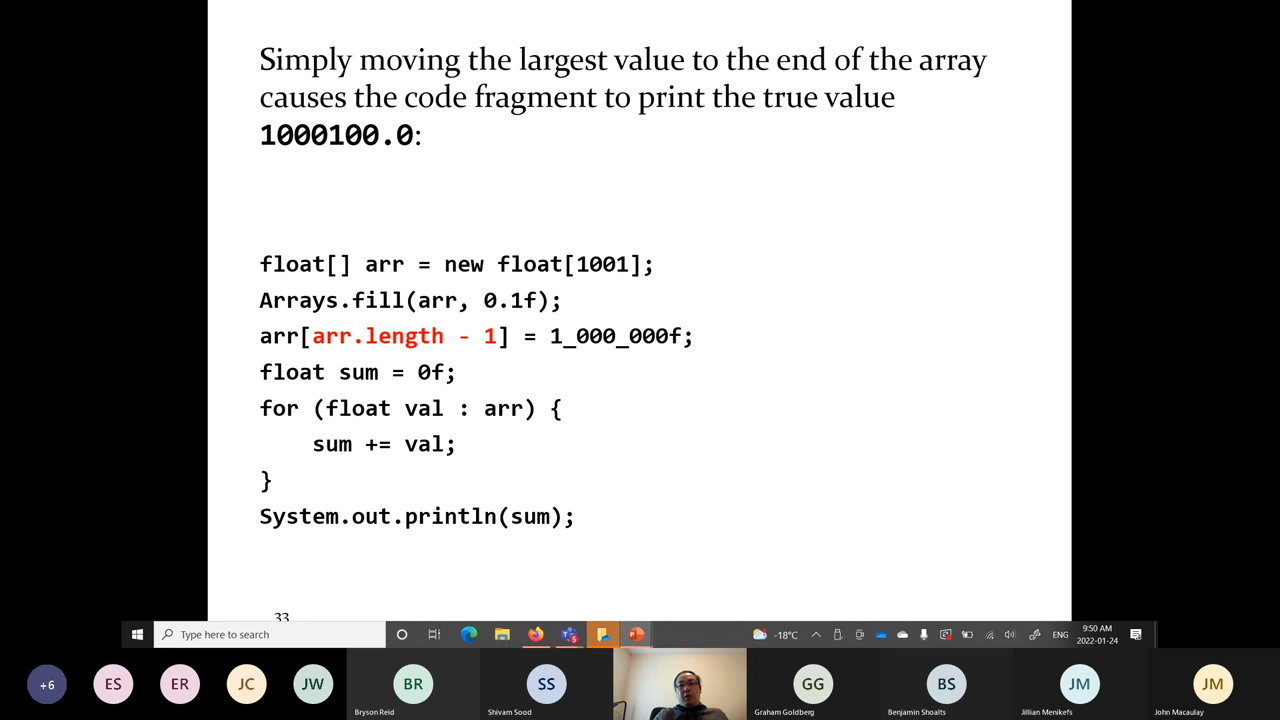 Simply moving the largest value to the end of the array
causes the code fragment to print the true value
1000100.0:
float[] arr = new float[1001];
Arrays.fill(arr, 0.1f);
arr[arr.length - 1] = 1_000_000f;
float sum = 0f;
for (float val : arr) {
    sum += val;
}
System.out.println(sum);
33
Type here to search
-18°C
ENG
9:50 AM
2022-01-24
+6
ES
ER
JC
JW
BR
SS
GG
BS
JM
JM
Bryson Reid
Shivam Sood
Graham Goldberg
Benjamin Shoalts
Jillian Menikefs
John Macaulay